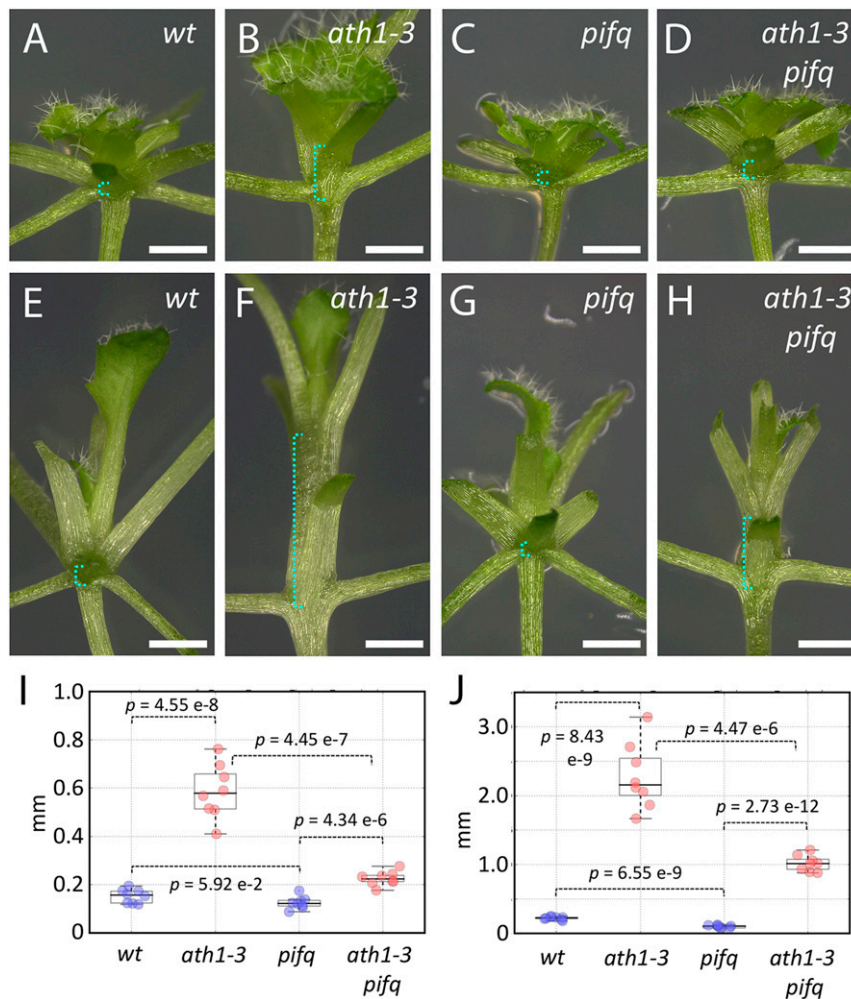 A wt
B ath1-3
C pifq
D ath1-3
pifq
E wt
F ath1-3
G pifq
H ath1-3
pifq
I
1.0
0.8
0.6
0.4
0.2
0
mm
p = 4.55 e-8
p = 4.45 e-7
p = 4.34 e-6
p = 5.92 e-2
wt ath1-3 pifq ath1-3
pifq
J
3.0
2.0
1.0
0
mm
p = 8.43
e-9
p = 4.47 e-6
p = 2.73 e-12
p = 6.55 e-9
wt ath1-3 pifq ath1-3
pifq